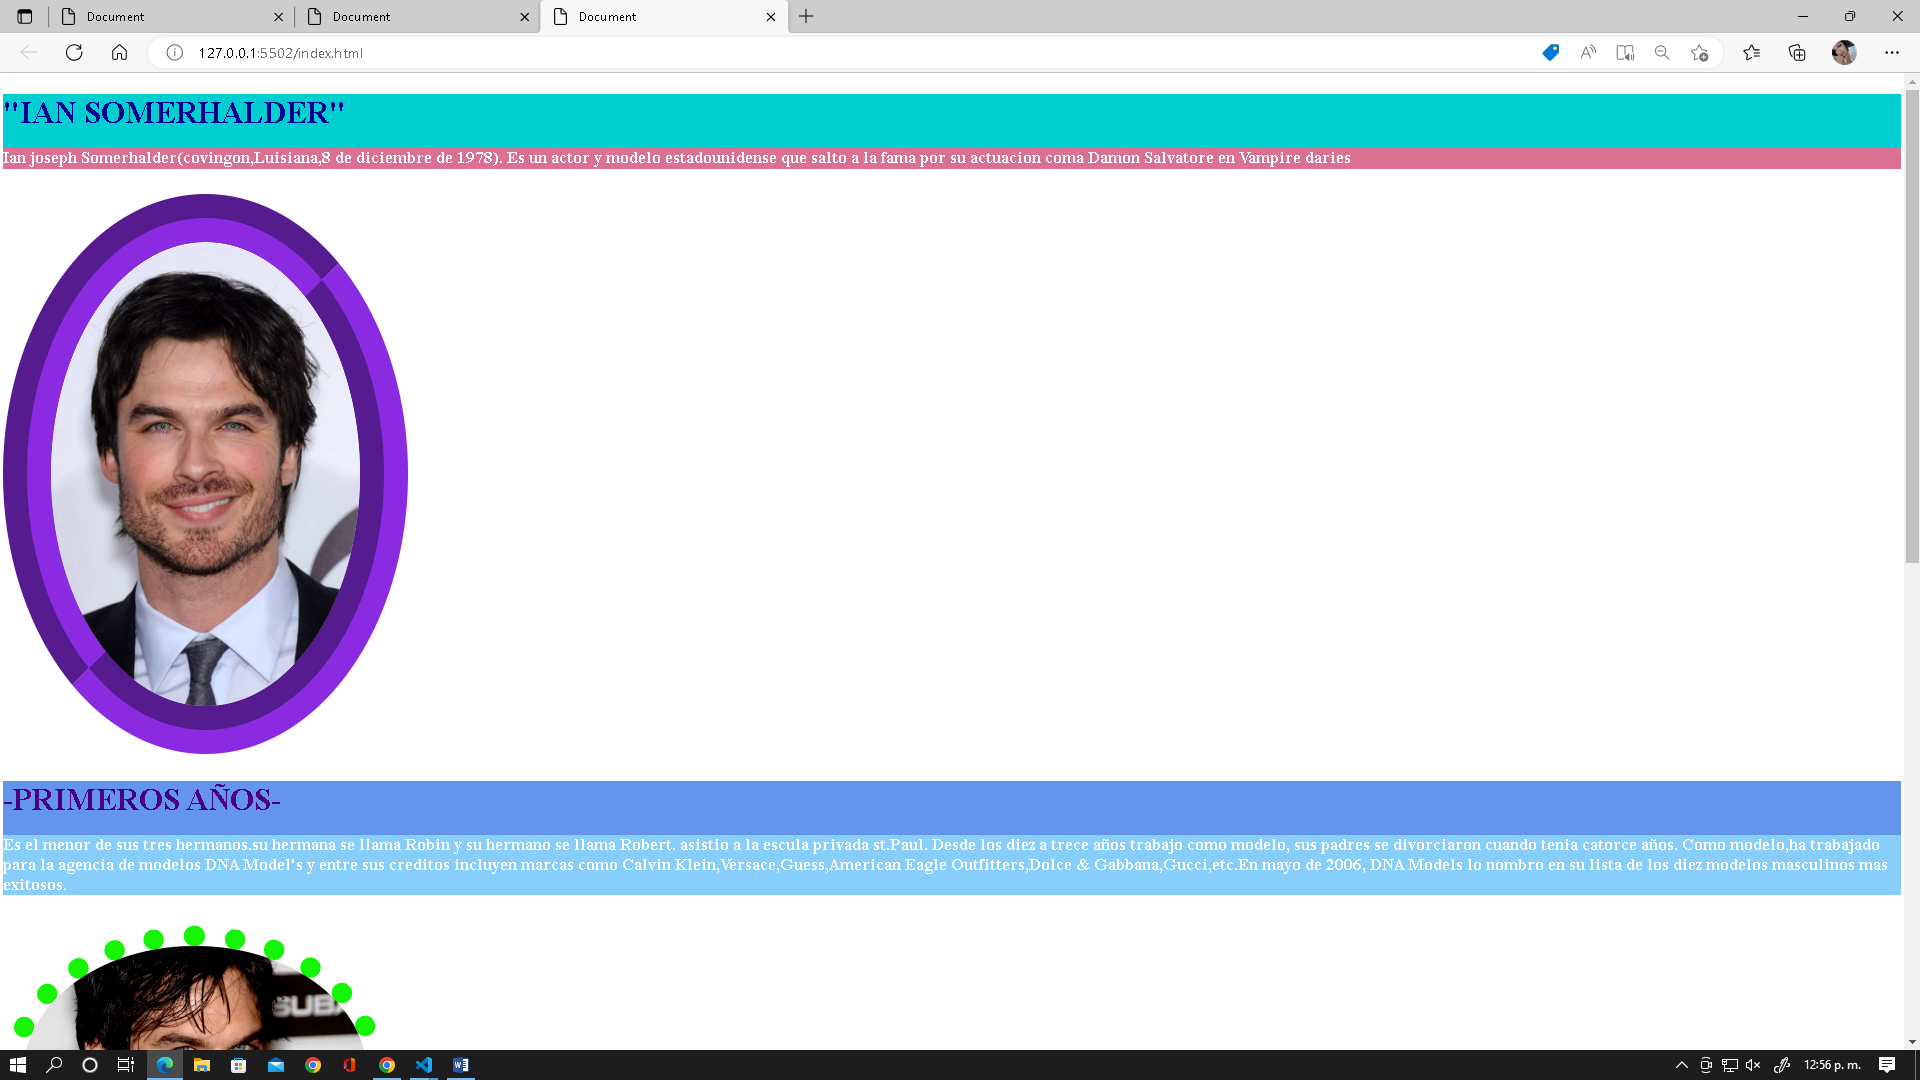 Document
Document
Document
127.0.0.1:5502/index.html
"IAN SOMERHALDER"
Ian joseph Somerhalder(covingon,Luisiana,8 de diciembre de 1978). Es un actor y modelo estadounidense que salto a la fama por su actuacion coma Damon Salvatore en Vampire daries
-PRIMEROS AÑOS-
Es el menor de sus tres hermanos.su hermana se llama Robin y su hermano se llama Robert. asistio a la escula privada st.Paul. Desde los diez a trece años trabajo como modelo, sus padres se divorciaron cuando tenia catorce años. Como modelo,ha trabajado
para la agencia de modelos DNA Model's y entre sus creditos incluyen marcas como Calvin Klein,Versace,Guess,American Eagle Outfitters,Dolce & Gabbana,Gucci,etc.En mayo de 2006, DNA Models lo nombro en su lista de los diez modelos masculinos mas
exitosos.
SUBA
12:56 p. m.